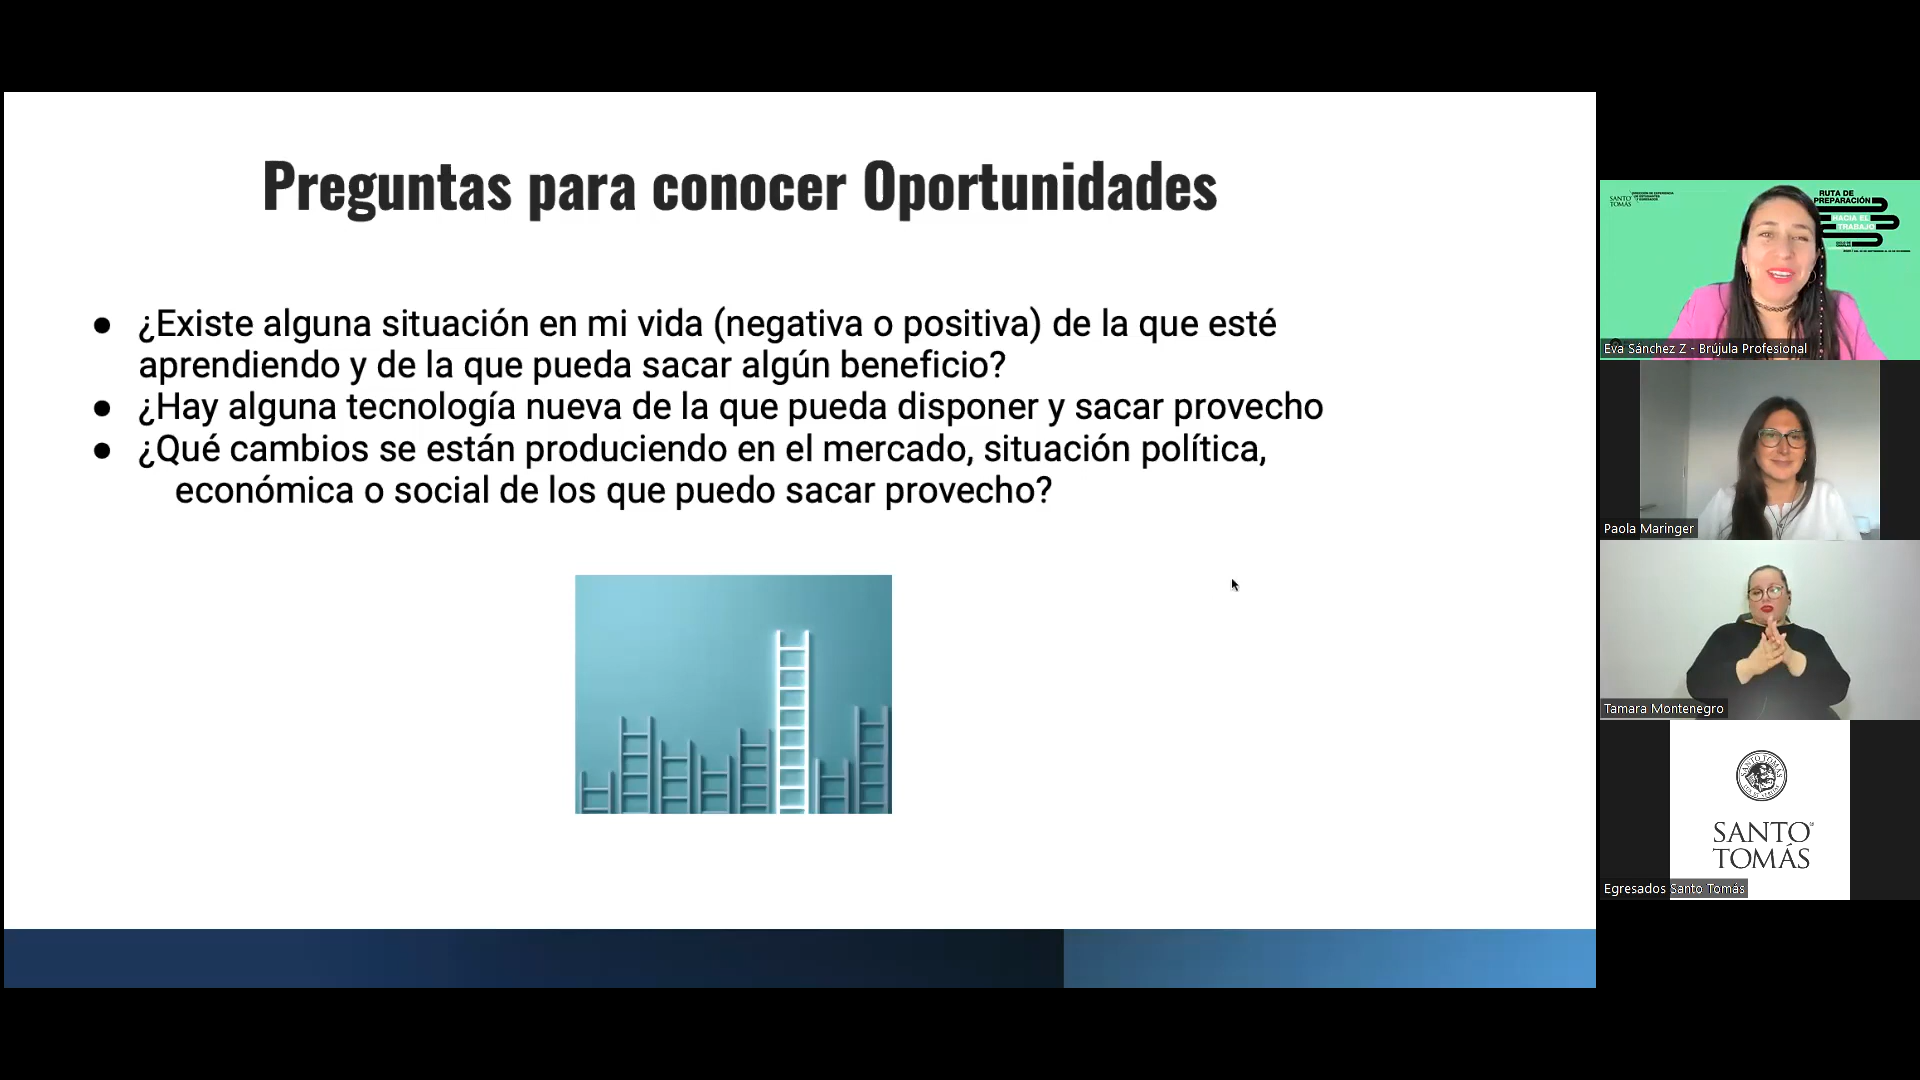 Preguntas para conocer Oportunidades
● ¿Existe alguna situación en mi vida (negativa o positiva) de la que esté
aprendiendo y de la que pueda sacar algún beneficio?
● ¿Hay alguna tecnología nueva de la que pueda disponer y sacar provecho
● ¿Qué cambios se están produciendo en el mercado, situación política,
económica o social de los que puedo sacar provecho?
SANTO
TOMÁS
RUTA DE
PREPARACIÓN
HACIA EL
TRABAJO
Eva Sánchez Z - Brújula Profesional
Paola Maringer
Tamara Montenegro
SANTO
TOMÁS
Egresados Santo Tomás